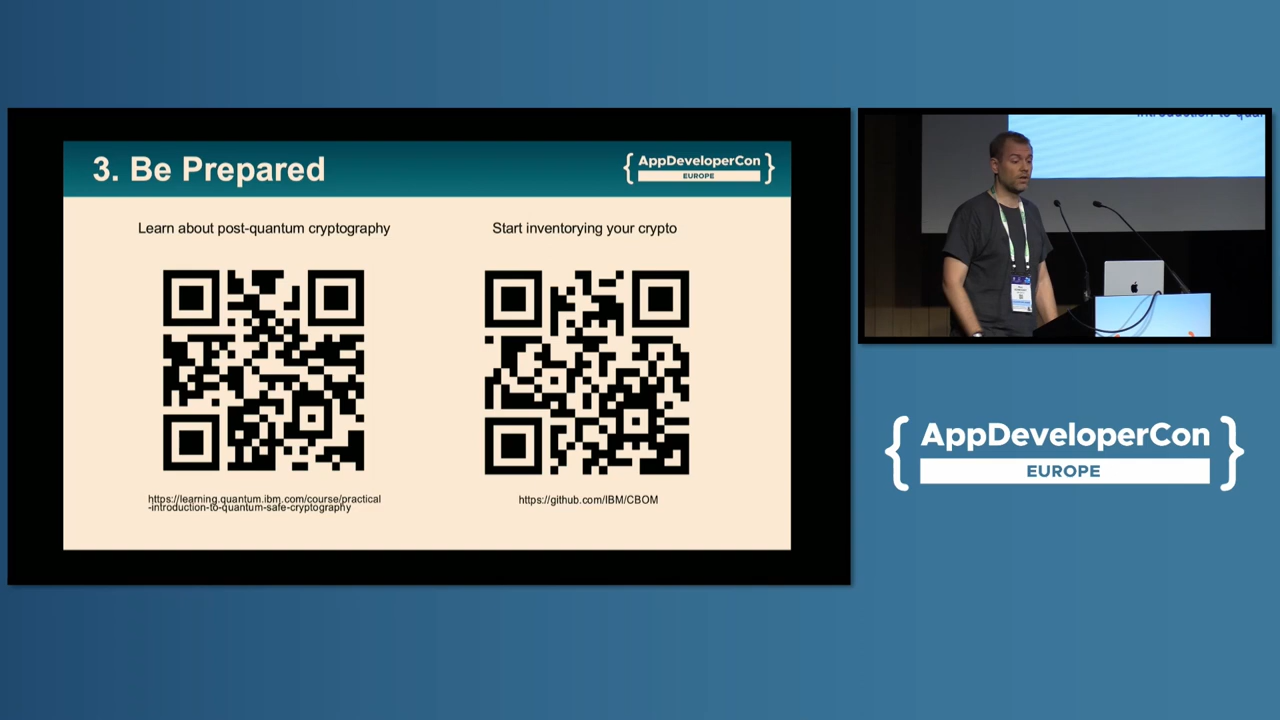 3. Be Prepared
{ AppDeveloperCon }
EUROPE
Learn about post-quantum cryptography
Start inventorying your crypto
https://learning.quantum.ibm.com/course/practical
-introduction-to-quantum-safe-cryptography
https://github.com/IBM/CBOM
{ AppDeveloperCon }
EUROPE